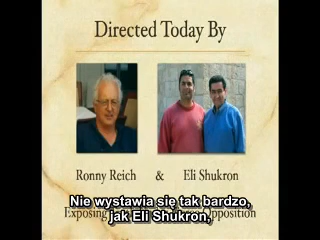 Directed Today By
Ronny Reich & Eli Shukron
Nie wystawia się tak bardzo,
jak Eli Shukron,
Exposing
Opposition